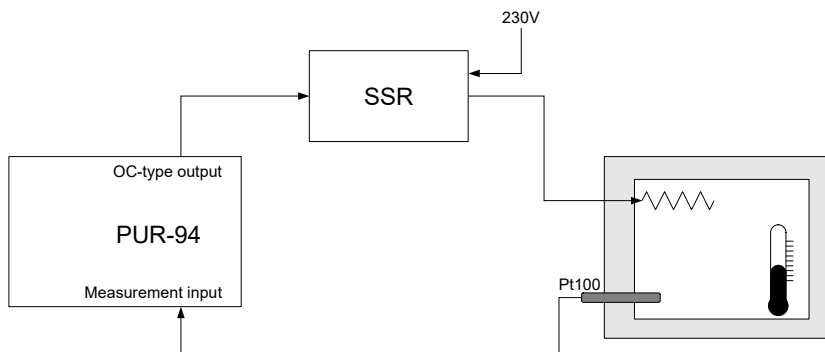 230V
SSR
OC-type output
PUR-94
Measurement input
Pt100